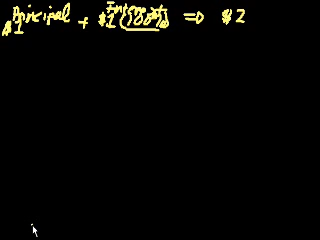 Principal Interest
$1 + $1 (100%) => $2